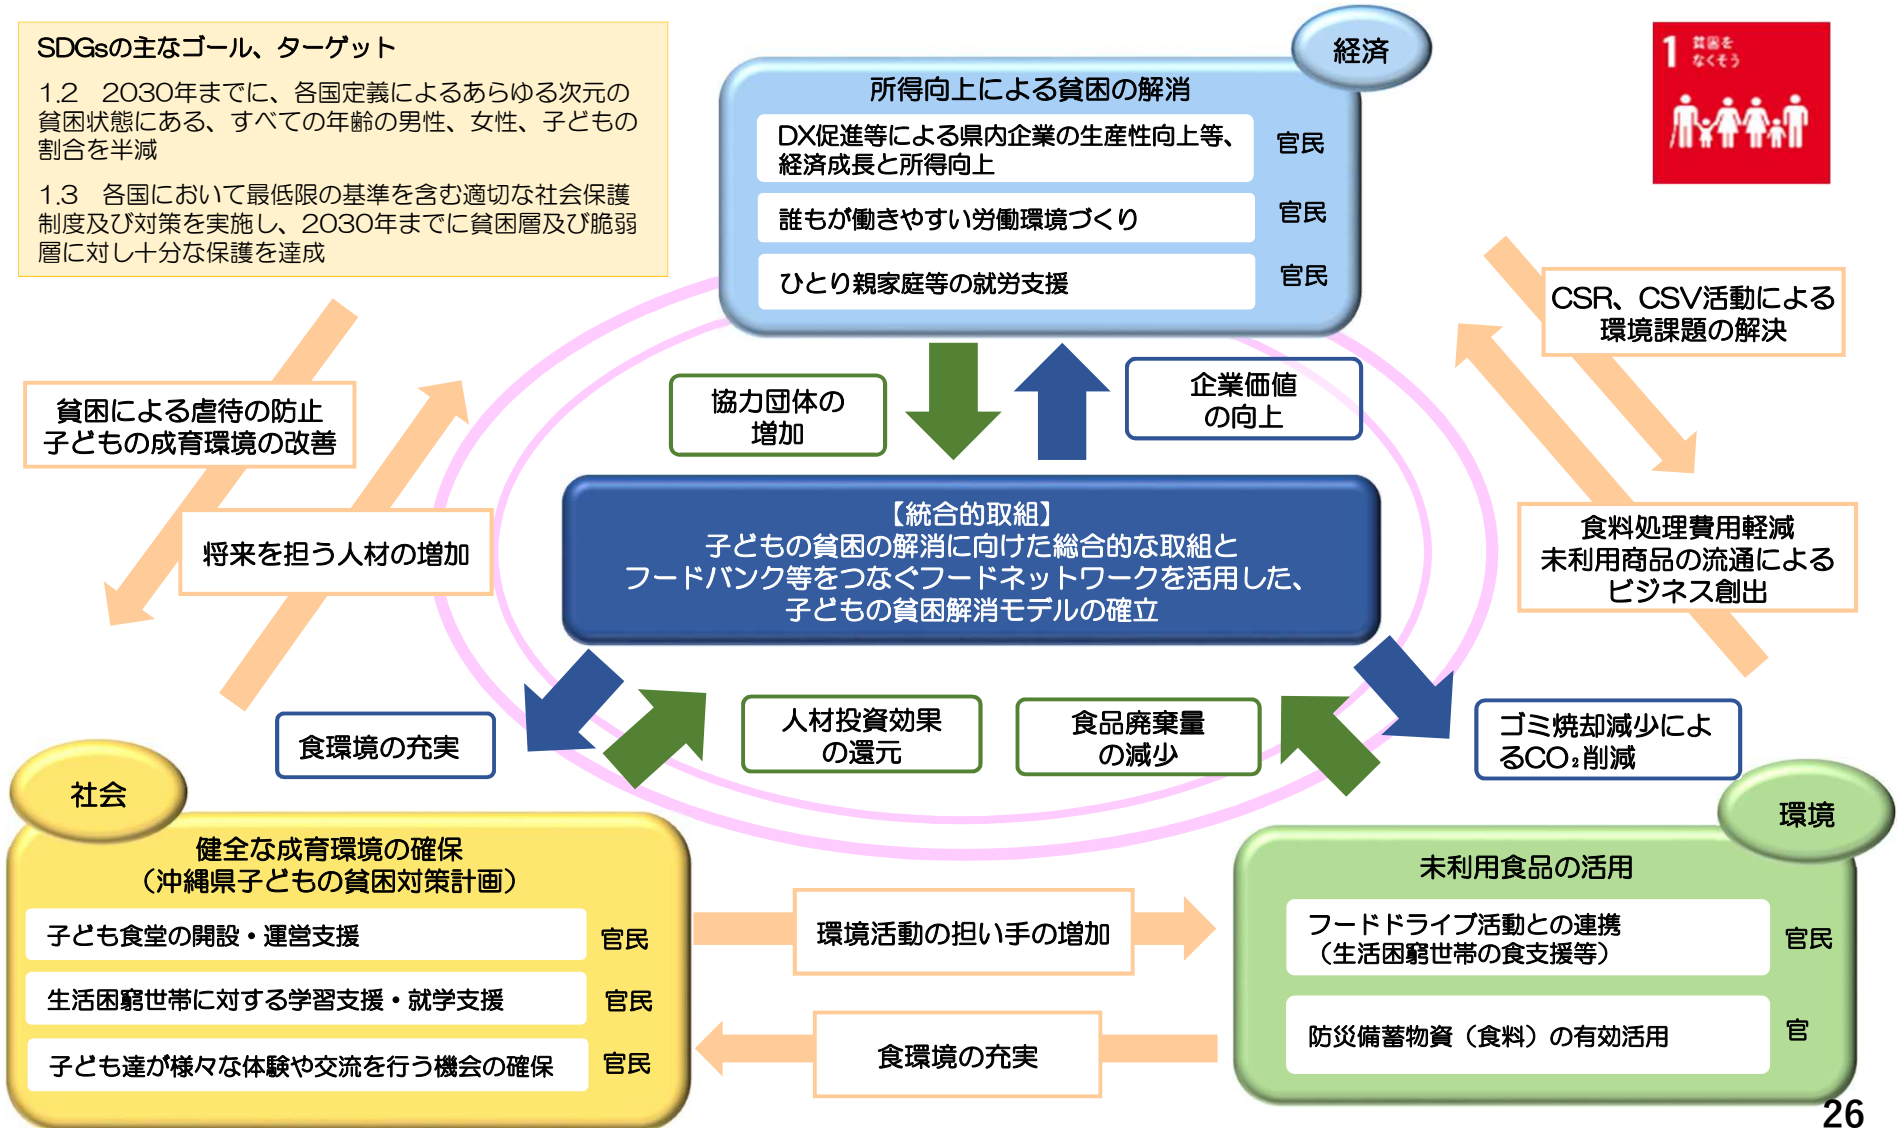 SDGsの主なゴール、ターゲット
1.2　2030年までに、各国定義によるあらゆる次元の
貧困状態にある、すべての年齢の男性、女性、子どもの
割合を半減
1.3　各国において最低限の基準を含む適切な社会保護
制度及び対策を実施し、2030年までに貧困層及び脆弱
層に対し十分な保護を達成
経済
所得向上による貧困の解消
DX促進等による県内企業の生産性向上等、
経済成長と所得向上
官民
誰もが働きやすい労働環境づくり
官民
ひとり親家庭等の就労支援
官民
1 貧困を
なくそう
CSR、CSV活動による
環境課題の解決
貧困による虐待の防止
子どもの成育環境の改善
協力団体の
増加
企業価値
の向上
将来を担う人材の増加
【統合的取組】
子どもの貧困の解消に向けた総合的な取組と
フードバンク等をつなぐフードネットワークを活用した、
子どもの貧困解消モデルの確立
食料処理費用軽減
未利用商品の流通による
ビジネス創出
食環境の充実
人材投資効果
の還元
食品廃棄量
の減少
ゴミ焼却減少によ
るCO₂削減
社会
健全な成育環境の確保
（沖縄県子どもの貧困対策計画）
子ども食堂の開設・運営支援
官民
生活困窮世帯に対する学習支援・就学支援
官民
子ども達が様々な体験や交流を行う機会の確保
官民
環境活動の担い手の増加
食環境の充実
環境
未利用食品の活用
フードドライブ活動との連携
（生活困窮世帯の食支援等）
官民
防災備蓄物資（食料）の有効活用
官
26